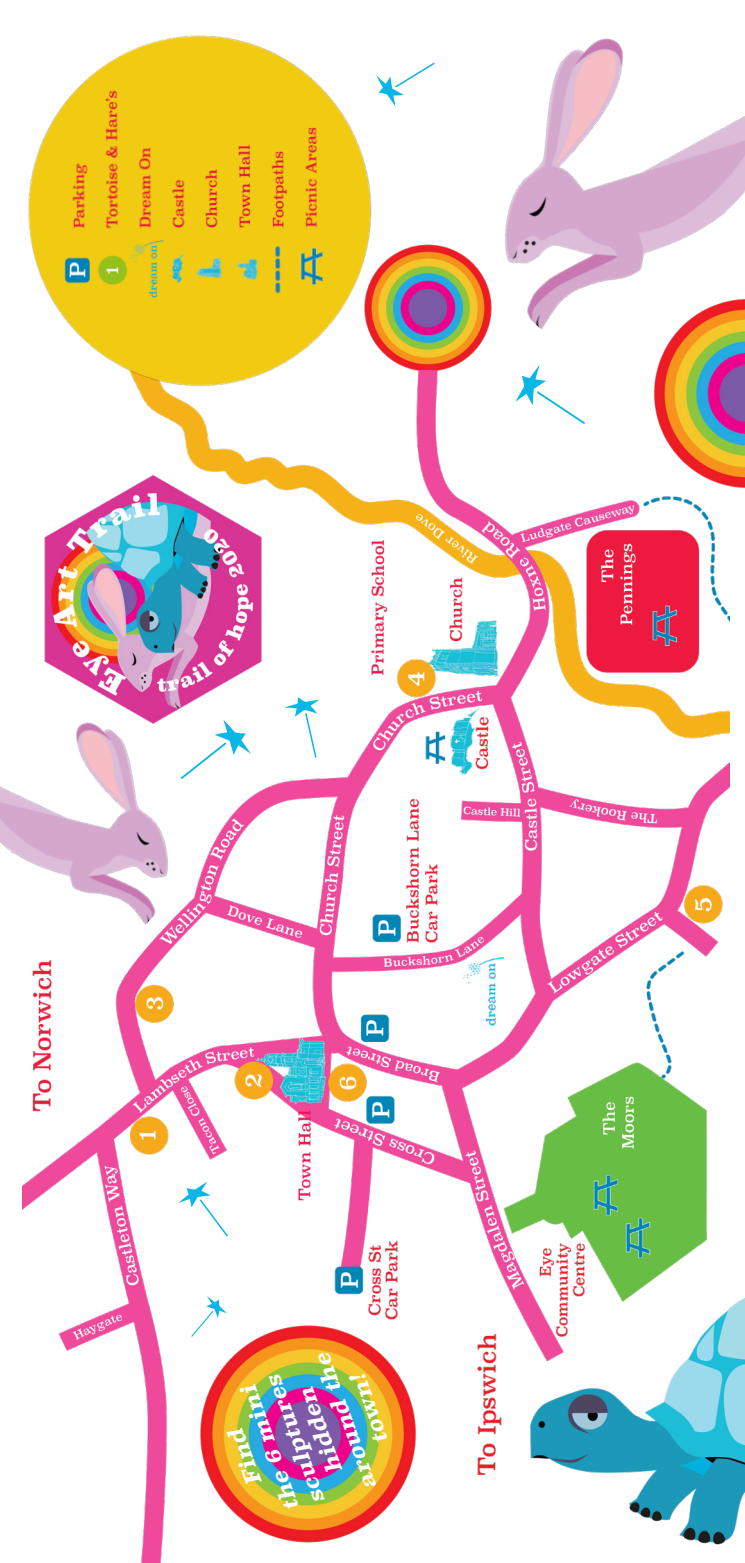 To Norwich
To Ipswich
Find
the 6 mini
sculptures
hidden
around the
town!
Haygate
Castleton Way
1
Lambseth Street
Tacon Close
2
3
Wellington Road
Dove Lane
Town Hall
6
P
P
P
Cross St
Car Park
Cross Street
Broad Street
Magdalen Street
Eye
Community
Centre
The
Moors
Church Street
Buckshorn Lane
P
Buckshorn Lane
Car Park
dream on
Lowgate Street
5
Castle Street
Castle Hill
The Rookery
Church Street
Castle
4
Primary School
Church
Hoxne Road
River Dove
Ludgate Causeway
The
Pennings
Eye Art Trail
trail of hope 2020
P Parking
1 Tortoise & Hare's
dream on Dream On
Castle
Church
Town Hall
Footpaths
Picnic Areas